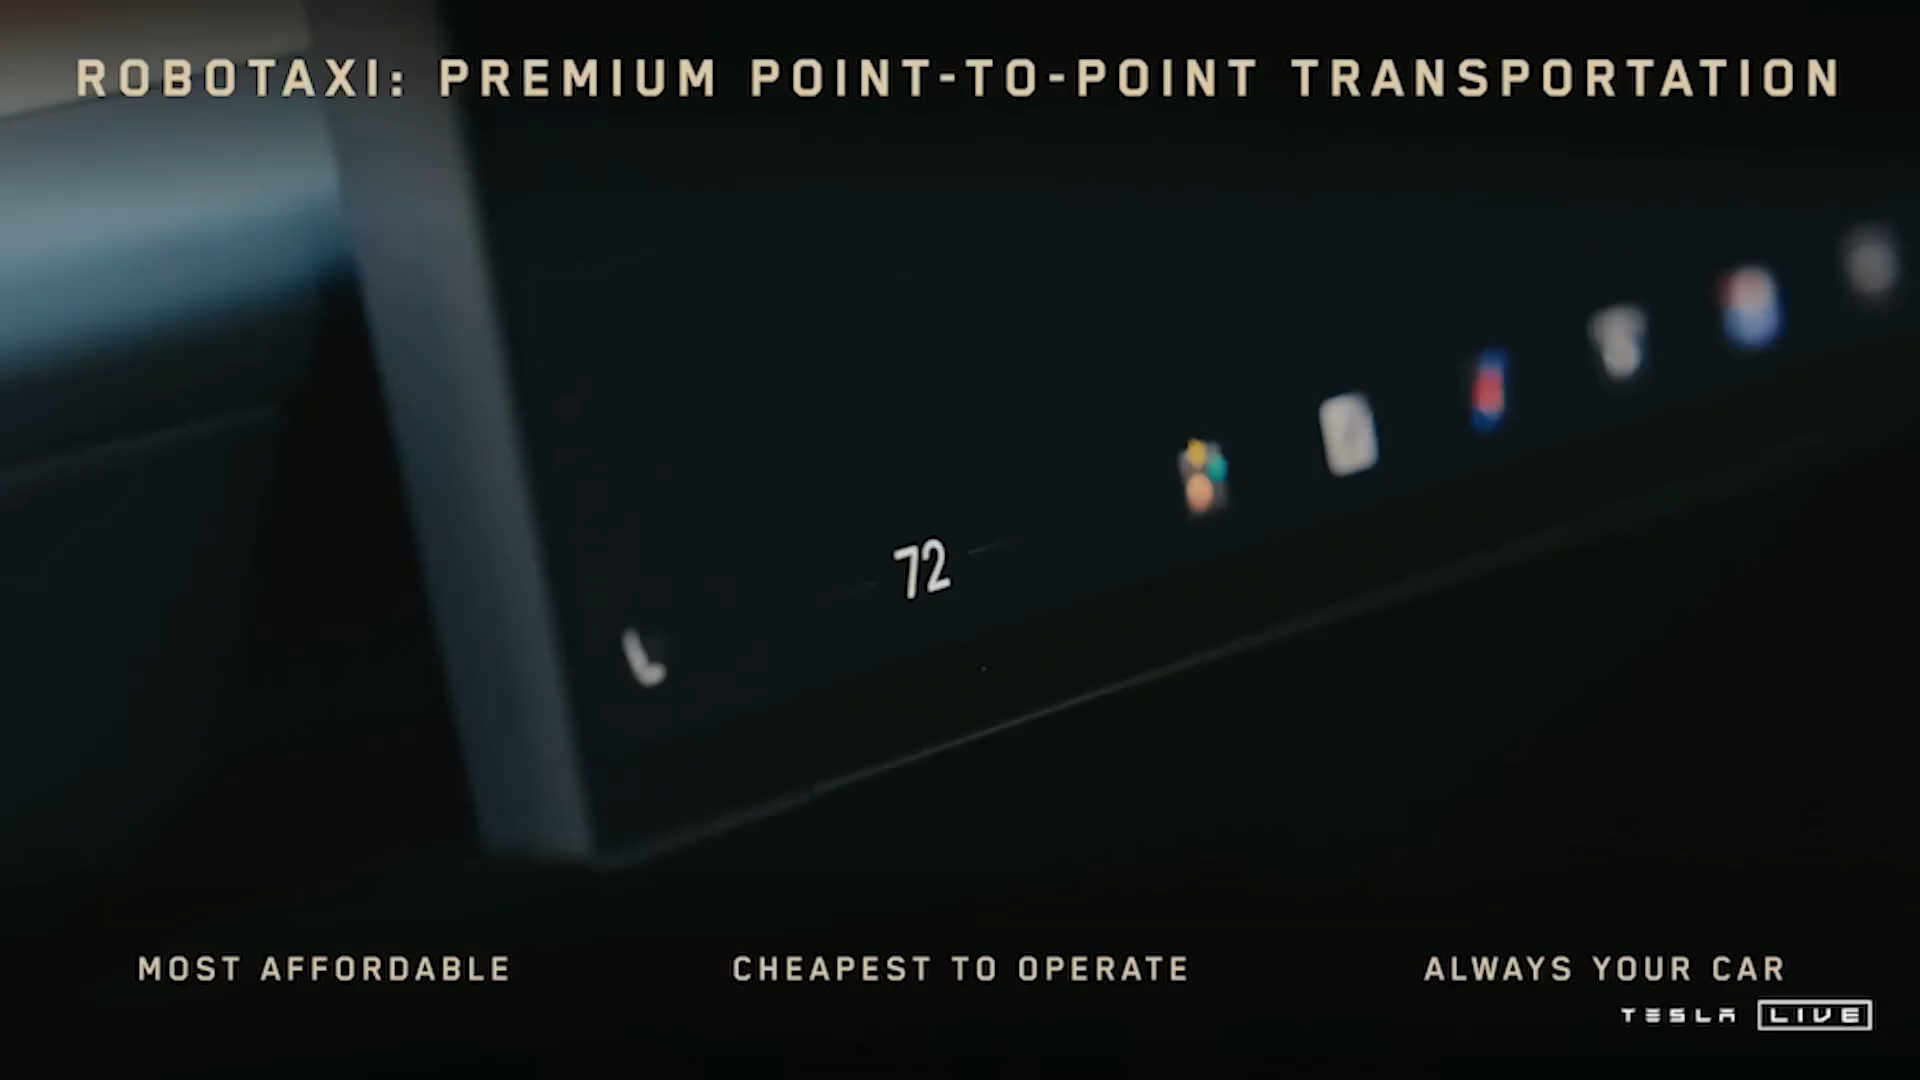 ROBOTAXI: PREMIUM POINT-TO-POINT TRANSPORTATION
72
MOST AFFORDABLE
CHEAPEST TO OPERATE
ALWAYS YOUR CAR
TESLA LIVE